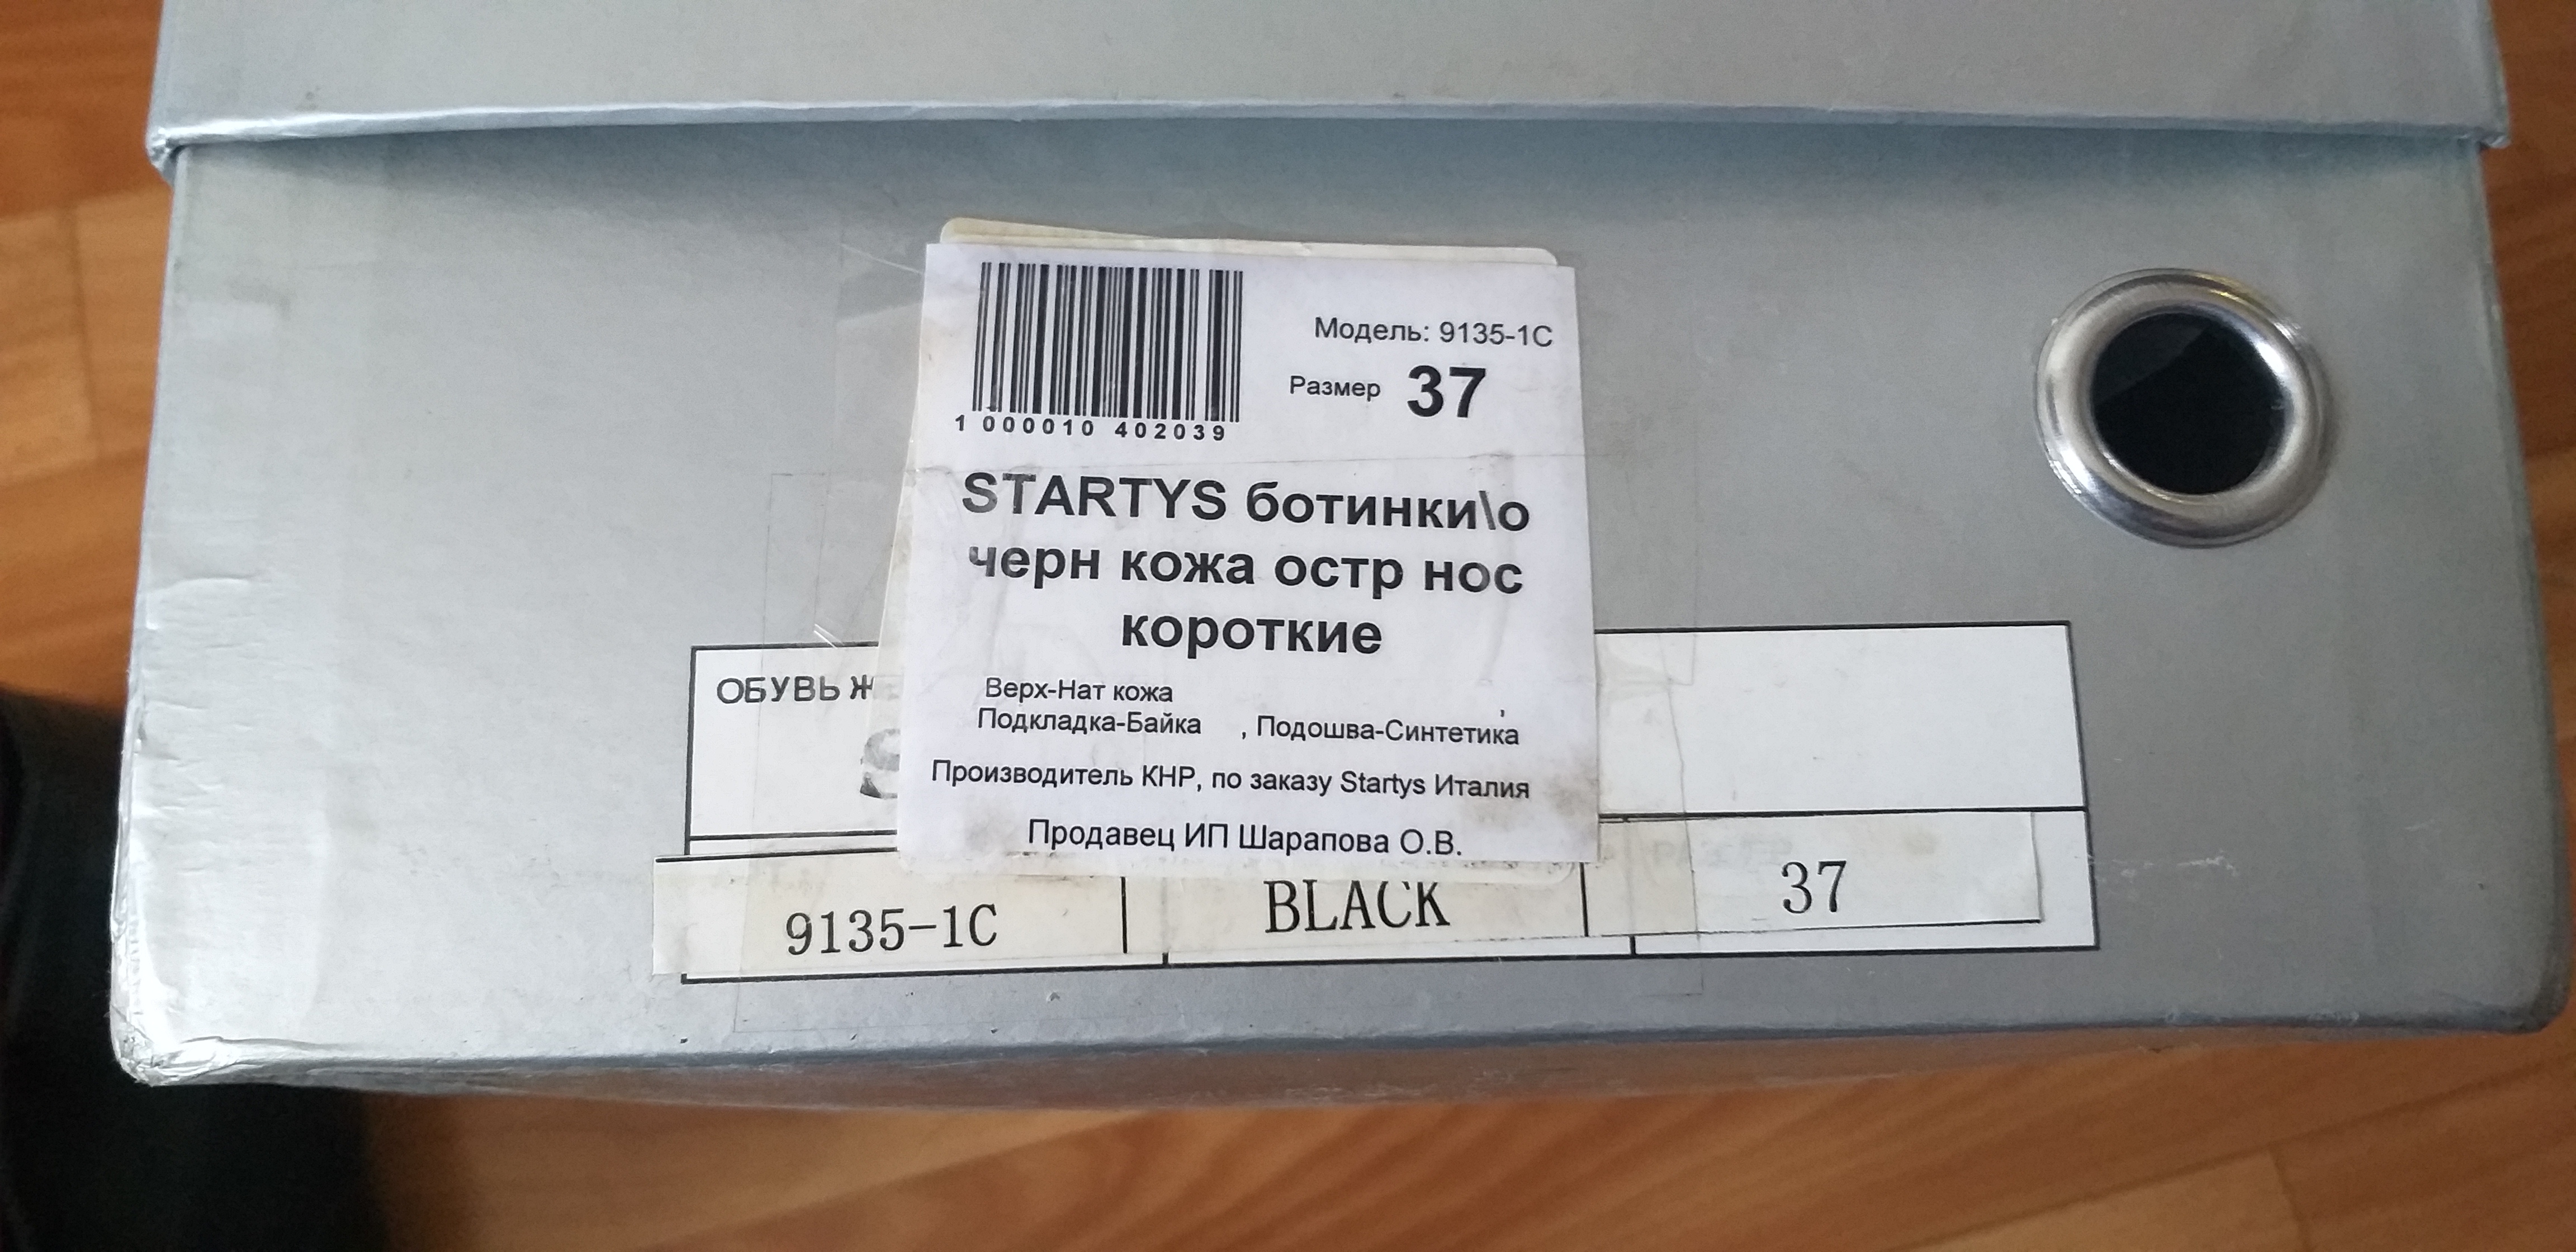 1 000010 402039
Модель: 9135-1С
Размер 37
STARTYS ботинки\о
черн кожа остр нос
короткие
Верх-Нат кожа ,
Подкладка-Байка , Подошва-Синтетика
Производитель КНР, по заказу Startys Италия
Продавец ИП Шарапова О.В.
ОБУВЬ Ж
S
9135-1C BLACK 37